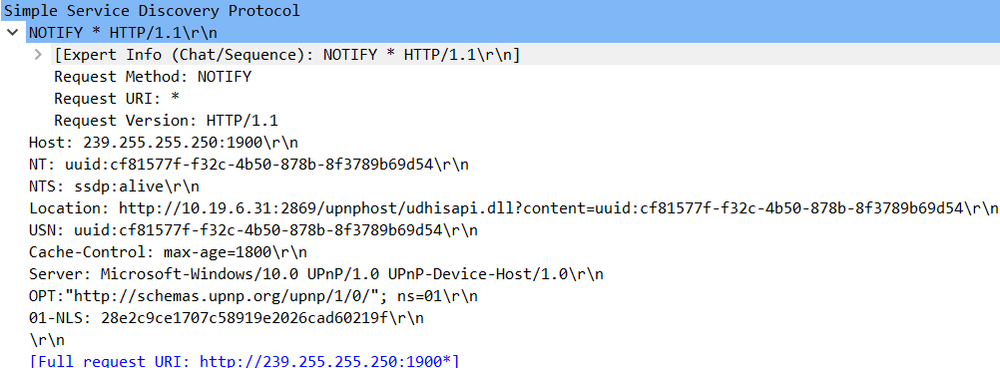 Simple Service Discovery Protocol
NOTIFY * HTTP/1.1\r\n
[Expert Info (Chat/Sequence): NOTIFY * HTTP/1.1\r\n]
Request Method: NOTIFY
Request URI: *
Request Version: HTTP/1.1
Host: 239.255.255.250:1900\r\n
NT: uuid:cf81577f-f32c-4b50-878b-8f3789b69d54\r\n
NTS: ssdp:alive\r\n
Location: http://10.19.6.31:2869/upnphost/udhisapi.dll?content=uuid:cf81577f-f32c-4b50-878b-8f3789b69d54\r\n
USN: uuid:cf81577f-f32c-4b50-878b-8f3789b69d54\r\n
Cache-Control: max-age=1800\r\n
Server: Microsoft-Windows/10.0 UPnP/1.0 UPnP-Device-Host/1.0\r\n
OPT:"http://schemas.upnp.org/upnp/1/0/"; ns=01\r\n
01-NLS: 28e2c9ce1707c58919e2026cad60219f\r\n
\r\n
[Full request URI: http://239.255.255.250:1900*]